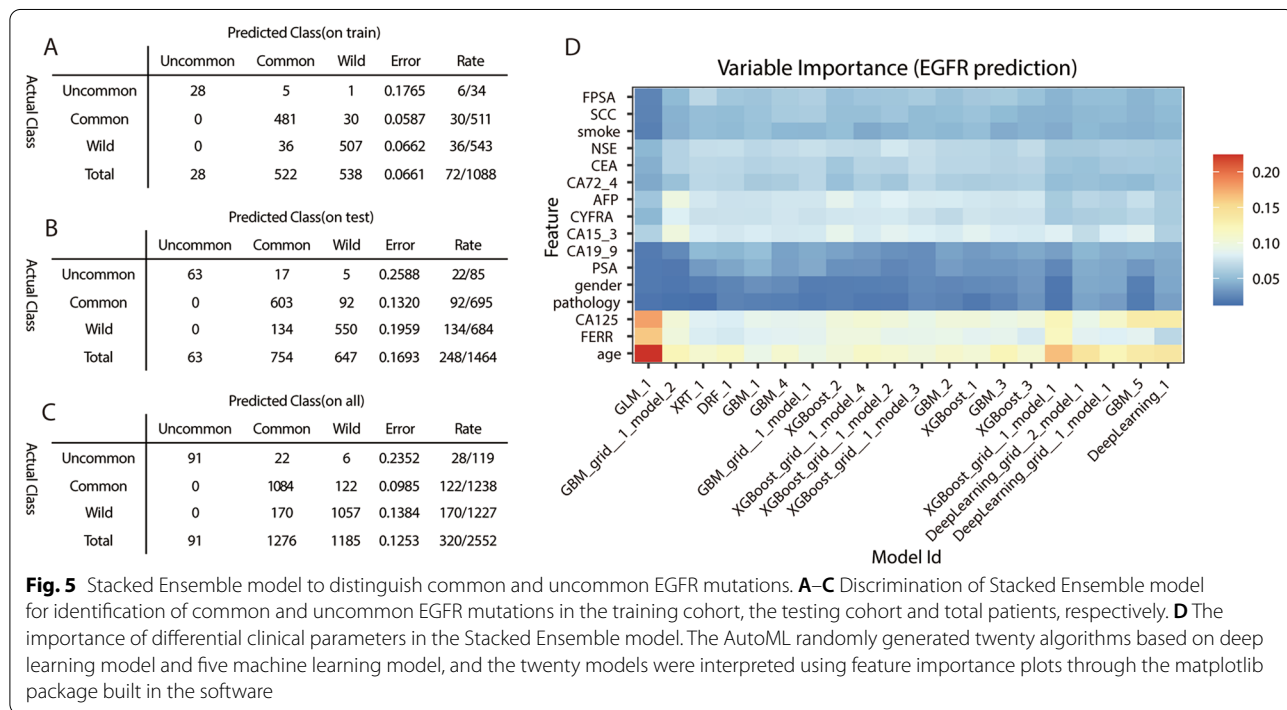 A
Predicted Class(on train)
Uncommon Common Wild Error Rate
Actual Class
Uncommon 28 5 1 0.1765 6/34
Common 0 481 30 0.0587 30/511
Wild 0 36 507 0.0662 36/543
Total 28 522 538 0.0661 72/1088
B
Predicted Class(on test)
Uncommon Common Wild Error Rate
Actual Class
Uncommon 63 17 5 0.2588 22/85
Common 0 603 92 0.1320 92/695
Wild 0 134 550 0.1959 134/684
Total 63 754 647 0.1693 248/1464
C
Predicted Class(on all)
Uncommon Common Wild Error Rate
Actual Class
Uncommon 91 22 6 0.2352 28/119
Common 0 1084 122 0.0985 122/1238
Wild 0 170 1057 0.1384 170/1227
Total 91 1276 1185 0.1253 320/2552
D
Variable Importance (EGFR prediction)
Feature
FPSA
SCC
smoke
NSE
CEA
CA72_4
AFP
CYFRA
CA15_3
CA19_9
PSA
gender
pathology
CA125
FERR
age
0.20
0.15
0.10
0.05
GLM_1
GBM_grid__1_model_2
XRT_1
DRF_1
GBM_1
GBM_4
GBM_grid__1_model_1
XGBoost_2
XGBoost_grid__1_model_4
XGBoost_grid__1_model_2
XGBoost_grid__1_model_3
GBM_2
XGBoost_1
GBM_3
XGBoost_3
XGBoost_grid__1_model_1
DeepLearning_grid__2_model_1
DeepLearning_grid__1_model_1
GBM_5
DeepLearning_1
Model Id
Fig. 5 Stacked Ensemble model to distinguish common and uncommon EGFR mutations. A–C Discrimination of Stacked Ensemble model
for identification of common and uncommon EGFR mutations in the training cohort, the testing cohort and total patients, respectively. D The
importance of differential clinical parameters in the Stacked Ensemble model. The AutoML randomly generated twenty algorithms based on deep
learning model and five machine learning model, and the twenty models were interpreted using feature importance plots through the matplotlib
package built in the software